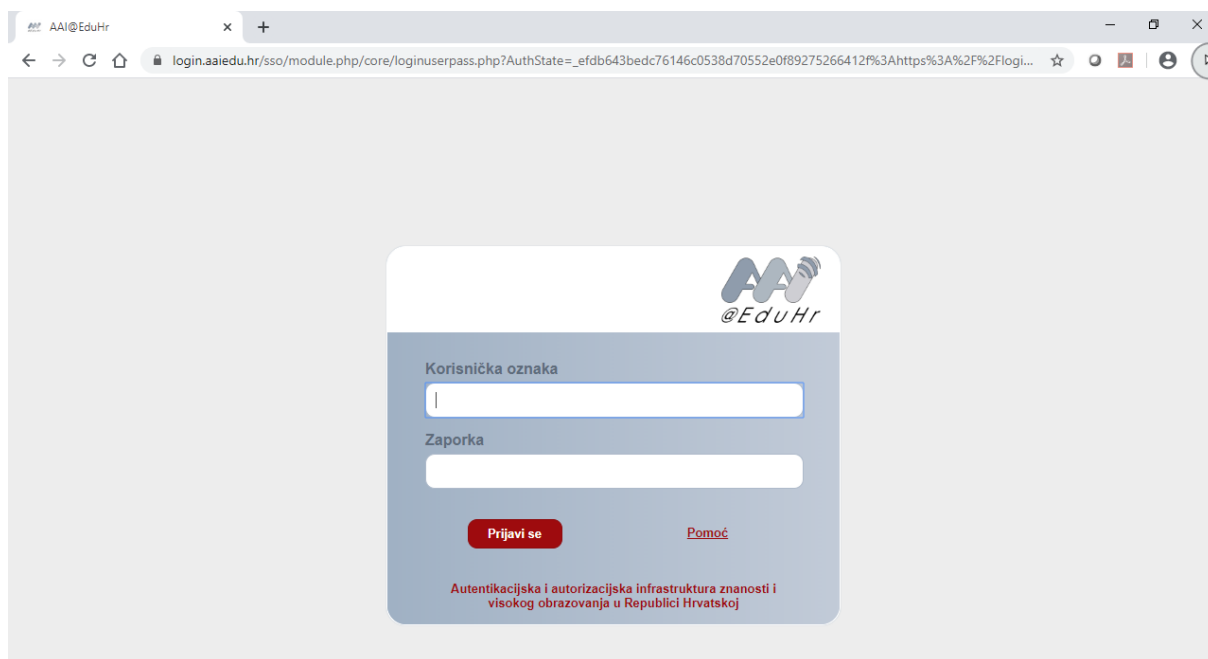 AAI@EduHr
login.aaiedu.hr/sso/module.php/core/loginuserpass.php?AuthState=_efdb643bedc76146c0538d70552e0f89275266412f%3Ahttps%3A%2F%2Flogi...
AAI
@EduHr
Korisnička oznaka
Zaporka
Prijavi se
Pomoć
Autentikacijska i autorizacijska infrastruktura znanosti i
visokog obrazovanja u Republici Hrvatskoj